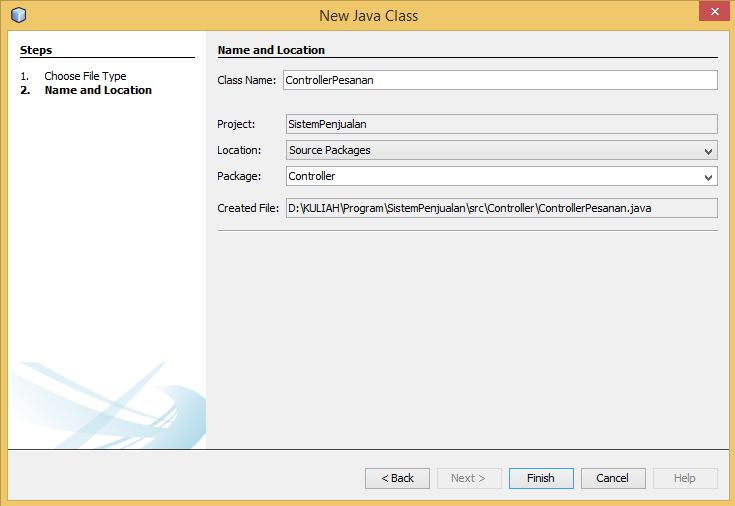 New Java Class
Steps
1. Choose File Type
2. Name and Location
Name and Location
Class Name: ControllerPesanan
Project: SistemPenjualan
Location: Source Packages
Package: Controller
Created File: D:\KULIAH\Program\SistemPenjualan\src\Controller\ControllerPesanan.java
< Back Next > Finish Cancel Help